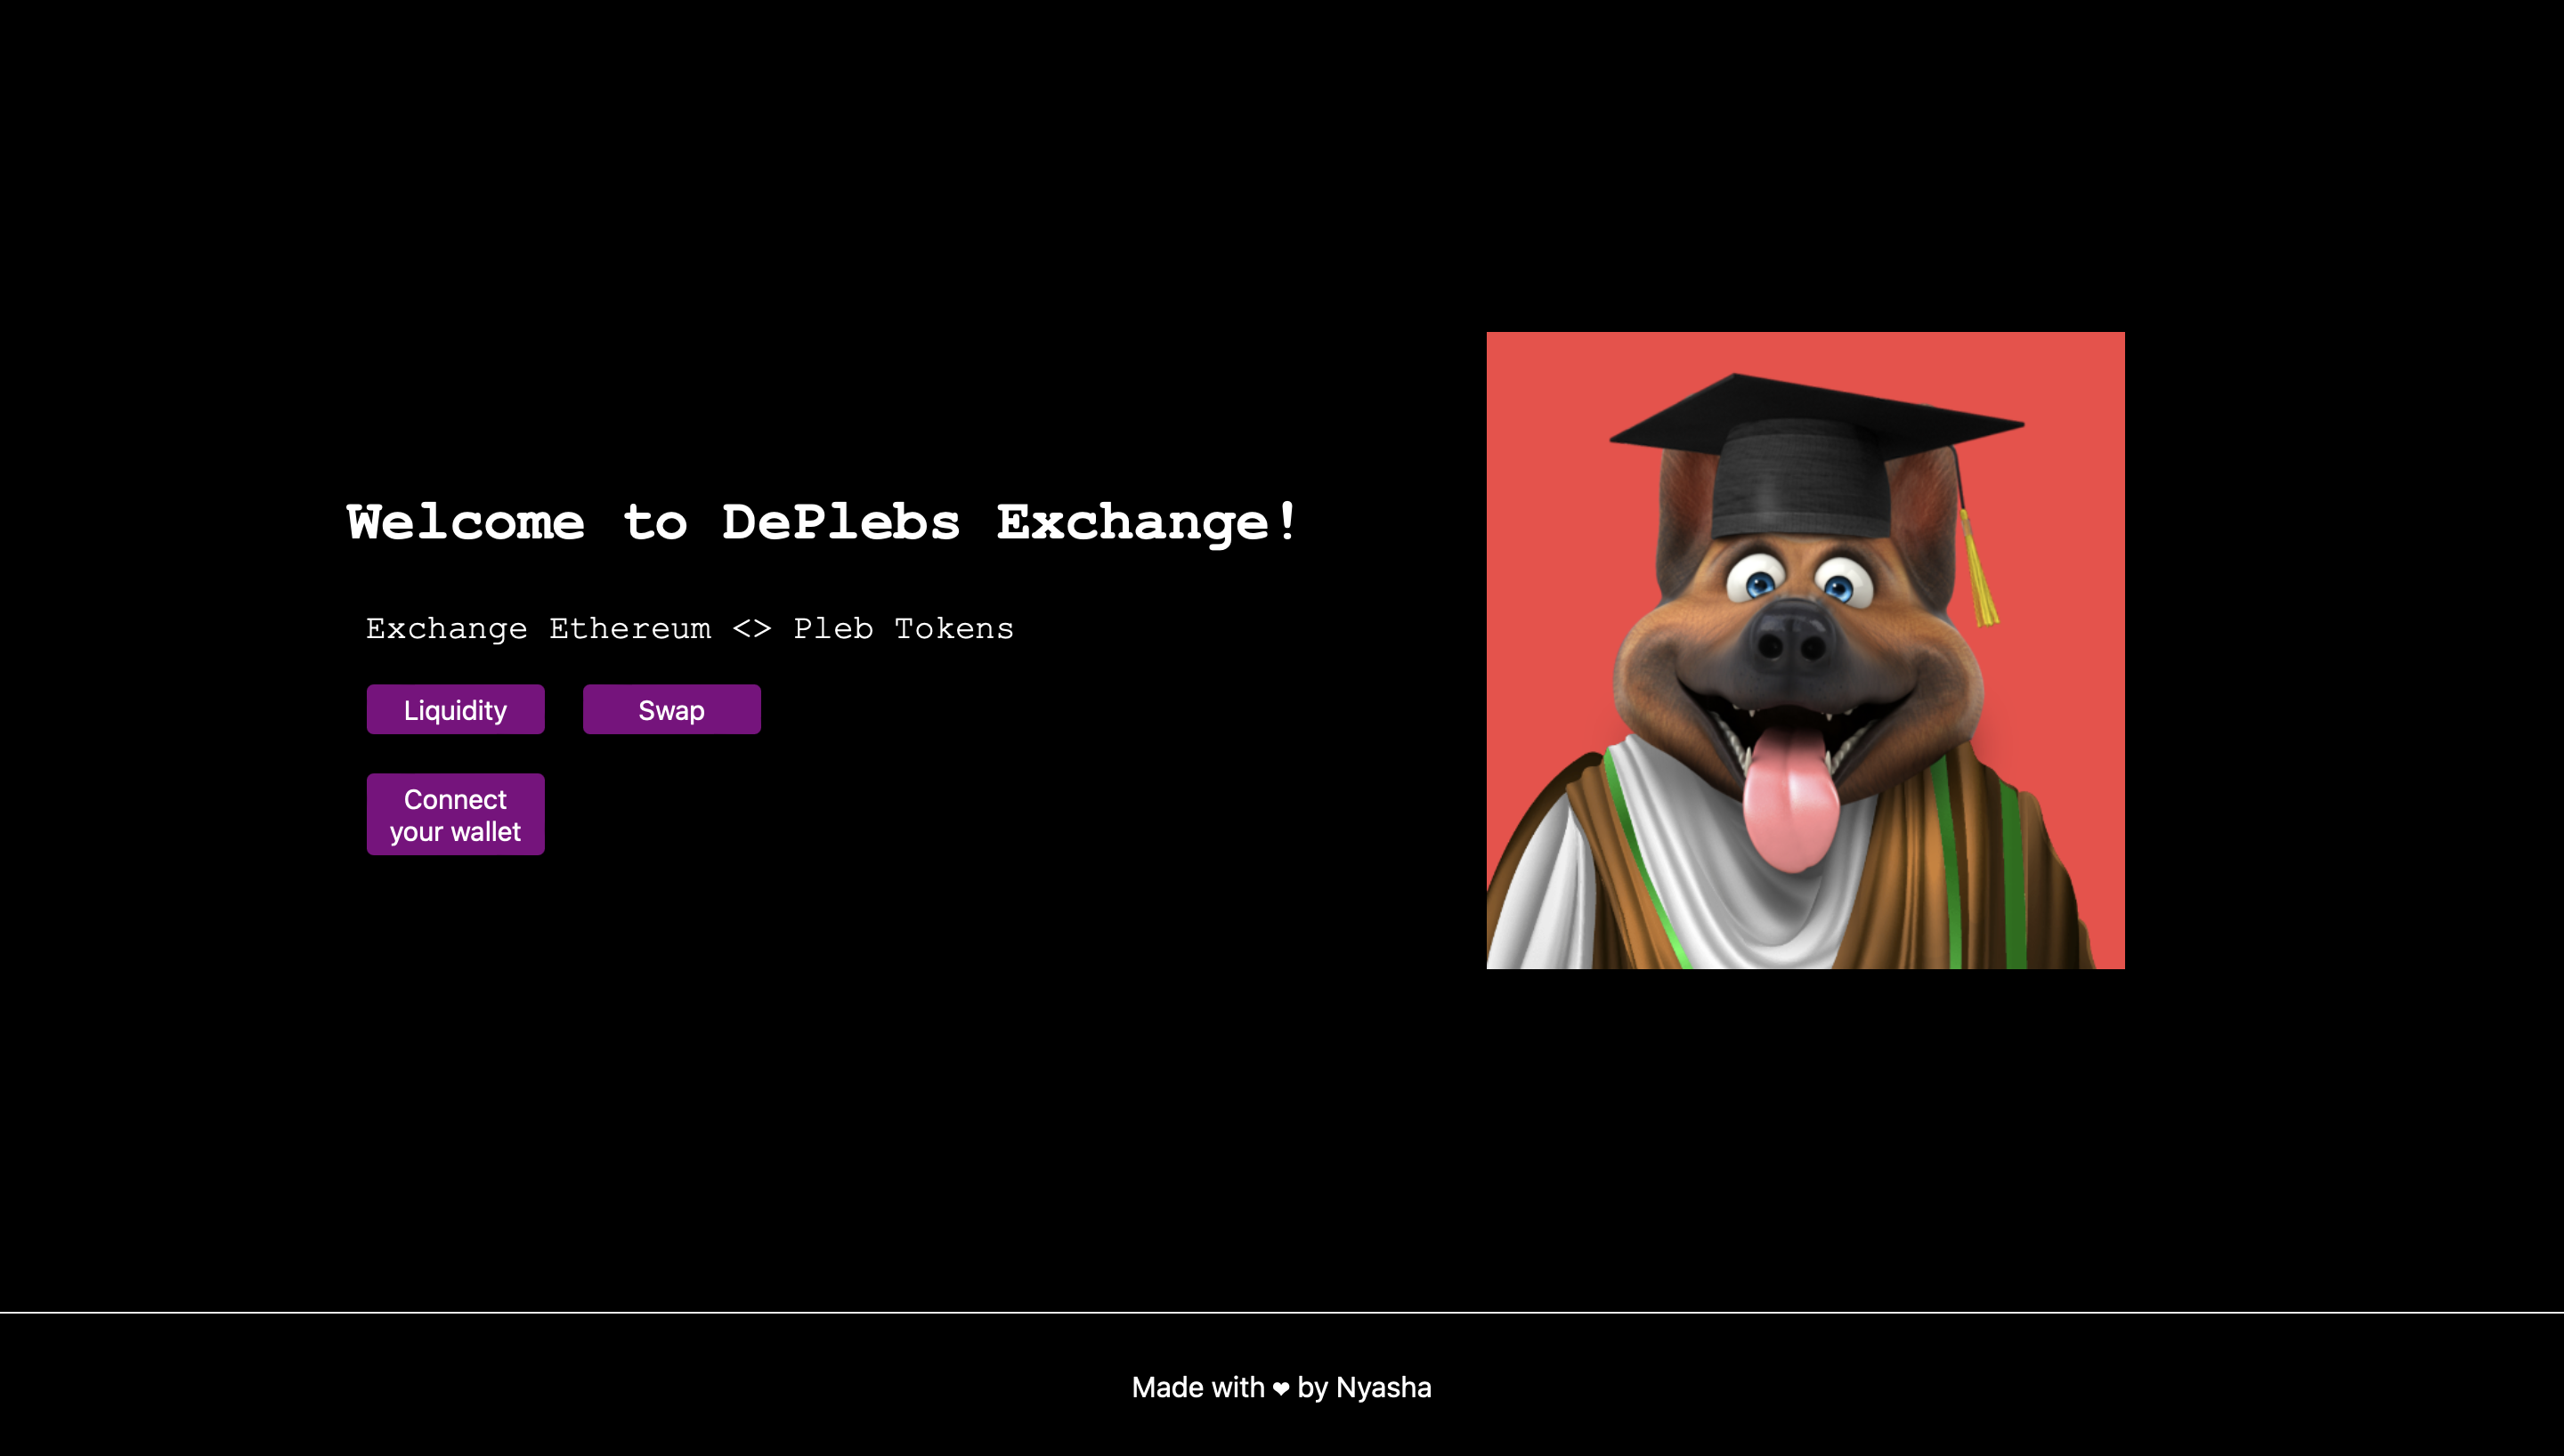 Welcome to DePlebs Exchange!
Exchange Ethereum <> Pleb Tokens
Liquidity
Swap
Connect
your wallet
Made with ❤ by Nyasha